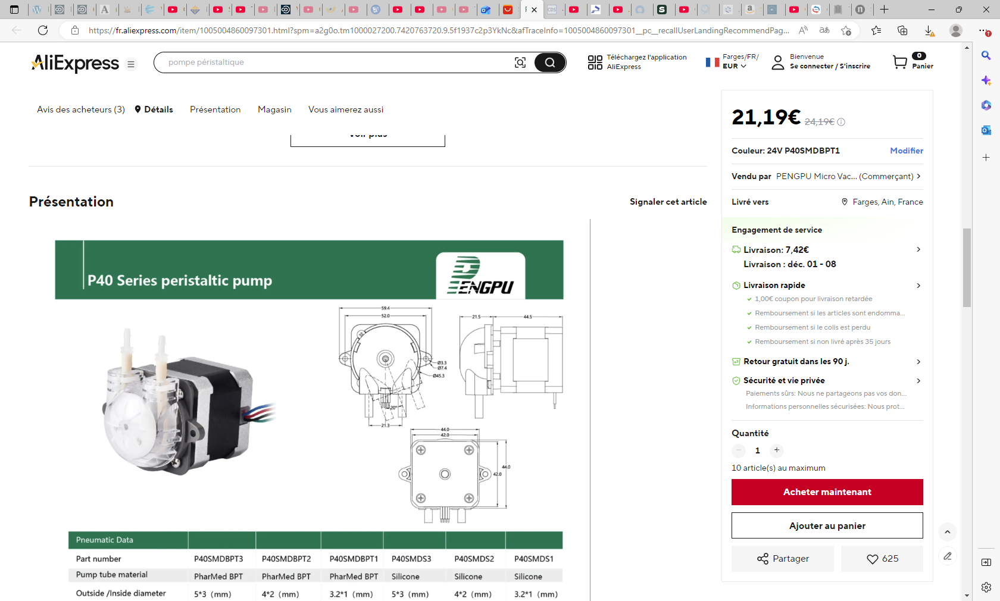 https://fr.aliexpress.com/item/1005004860097301.html?spm=a2g0o.tm1000027200.7420763720.9.5f1937c2p3YkNc&afTraceInfo=1005004860097301__pc__recallUserLandingRecommendPag...
AliExpress
pompe péristaltique
Téléchargez l'application
AliExpress
Farges/FR/
EUR
Bienvenue
Se connecter / S'inscrire
0
Panier
Avis des acheteurs (3)
Détails
Présentation
Magasin
Vous aimerez aussi
Voir plus
Présentation
Signaler cet article
P40 Series peristaltic pump
PENGPU
59.4
52.0
Ø3.3
Ø7.4
Ø45.3
20°
21.3
21.5
44.5
44.0
42.0
44.0
42.0
Pneumatic Data
Part number P40SMDBPT3 P40SMDBPT2 P40SMDBPT1 P40SMDS3 P40SMDS2 P40SMDS1
Pump tube material PharMed BPT PharMed BPT PharMed BPT Silicone Silicone Silicone
Outside /Inside diameter 5*3（mm） 4*2（mm） 3.2*1（mm） 5*3（mm） 4*2（mm） 3.2*1（mm）
21,19€ 24,19€
Couleur: 24V P40SMDBPT1 Modifier
Vendu par PENGPU Micro Vac... (Commerçant)
Livré vers Farges, Ain, France
Engagement de service
Livraison: 7,42€
Livraison : déc. 01 - 08
Livraison rapide
1,00€ coupon pour livraison retardée
Remboursement si les articles sont endomma...
Remboursement si le colis est perdu
Remboursement si non livré après 35 jours
Retour gratuit dans les 90 j.
Sécurité et vie privée
Paiements sûrs: Nous ne partageons pas vos don...
Informations personnelles sécurisées: Nous prot...
Quantité
− 1 +
10 article(s) au maximum
Acheter maintenant
Ajouter au panier
Partager
625